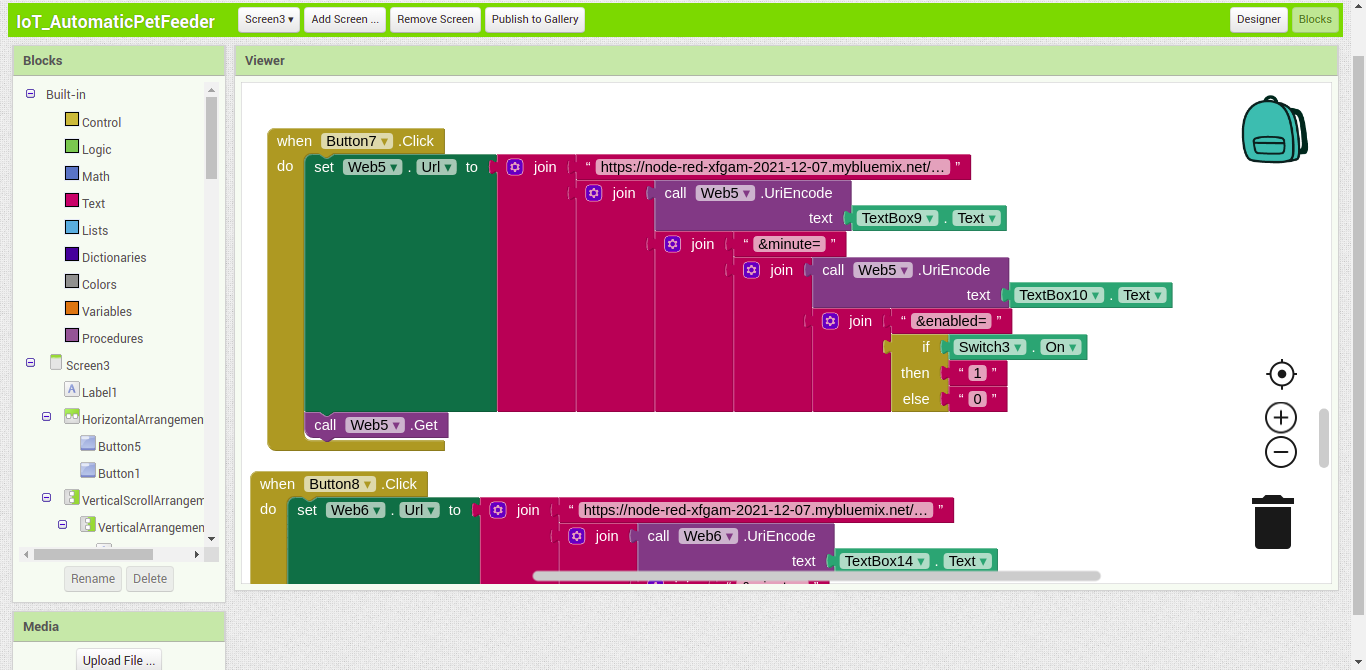 IoT_AutomaticPetFeeder
Screen3 ▾
Add Screen ...
Remove Screen
Publish to Gallery
Designer
Blocks
Blocks
Built-in
Control
Logic
Math
Text
Lists
Dictionaries
Colors
Variables
Procedures
Screen3
Label1
HorizontalArrangemen
Button5
Button1
VerticalScrollArrangem
VerticalArrangemen
Rename
Delete
Media
Upload File ...
Viewer
when Button7 ▾ .Click
do set Web5 ▾ . Url ▾ to join “ https://node-red-xfgam-2021-12-07.mybluemix.net/... ”
join call Web5 ▾ .UriEncode
text TextBox9 ▾ . Text ▾
join “ &minute= ”
join call Web5 ▾ .UriEncode
text TextBox10 ▾ . Text ▾
join “ &enabled= ”
if Switch3 ▾ . On ▾
then “ 1 ”
else “ 0 ”
call Web5 ▾ .Get
when Button8 ▾ .Click
do set Web6 ▾ . Url ▾ to join “ https://node-red-xfgam-2021-12-07.mybluemix.net/... ”
join call Web6 ▾ .UriEncode
text TextBox14 ▾ . Text ▾